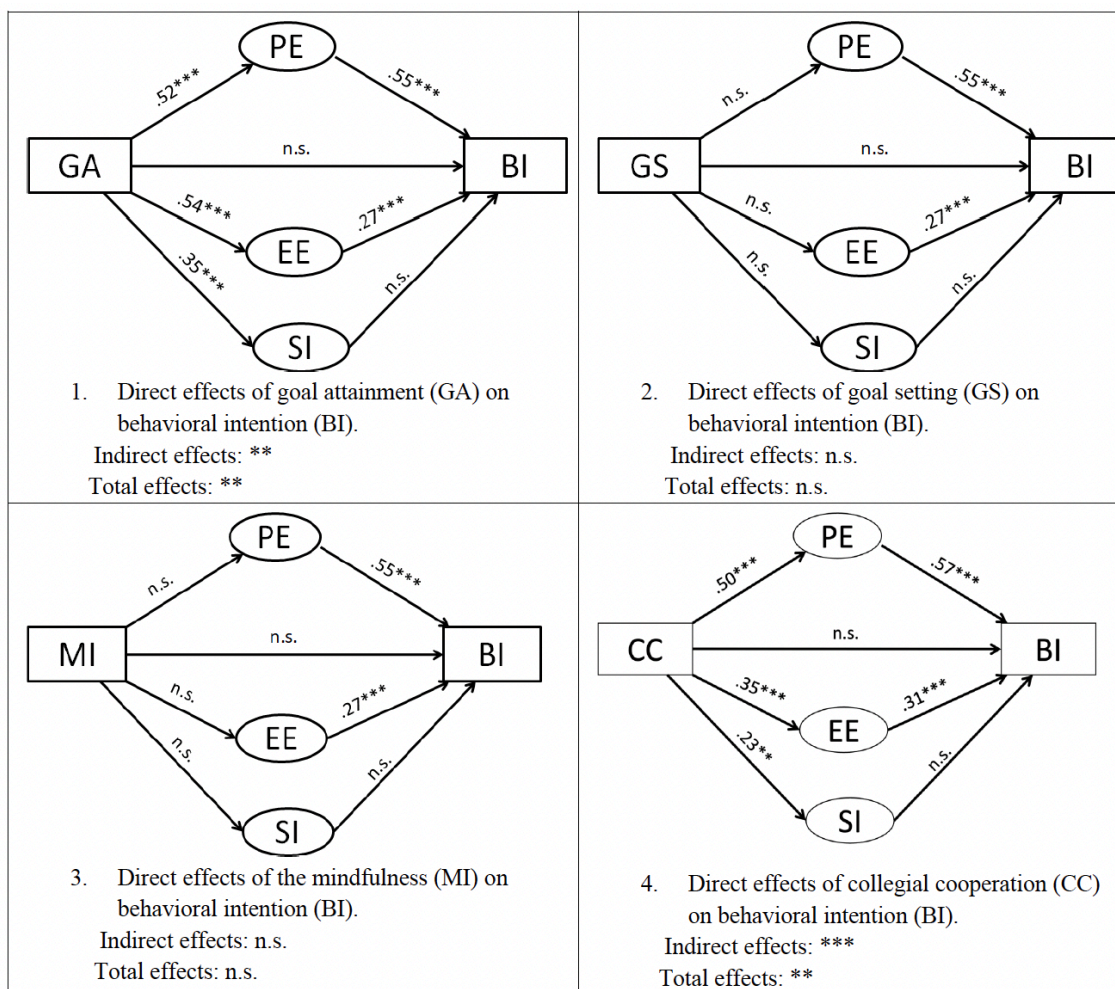 PE
.52***
.55***
n.s.
GA
BI
.54***
.27***
EE
.35***
n.s.
SI
1. Direct effects of goal attainment (GA) on
behavioral intention (BI).
Indirect effects: **
Total effects: **
PE
n.s.
.55***
n.s.
GS
BI
n.s.
.27***
EE
n.s.
n.s.
SI
2. Direct effects of goal setting (GS) on
behavioral intention (BI).
Indirect effects: n.s.
Total effects: n.s.
PE
n.s.
.55***
n.s.
MI
BI
n.s.
.27***
EE
n.s.
n.s.
SI
3. Direct effects of the mindfulness (MI) on
behavioral intention (BI).
Indirect effects: n.s.
Total effects: n.s.
PE
.50***
.57***
n.s.
CC
BI
.35***
.31***
EE
.23**
n.s.
SI
4. Direct effects of collegial cooperation (CC)
on behavioral intention (BI).
Indirect effects: ***
Total effects: **